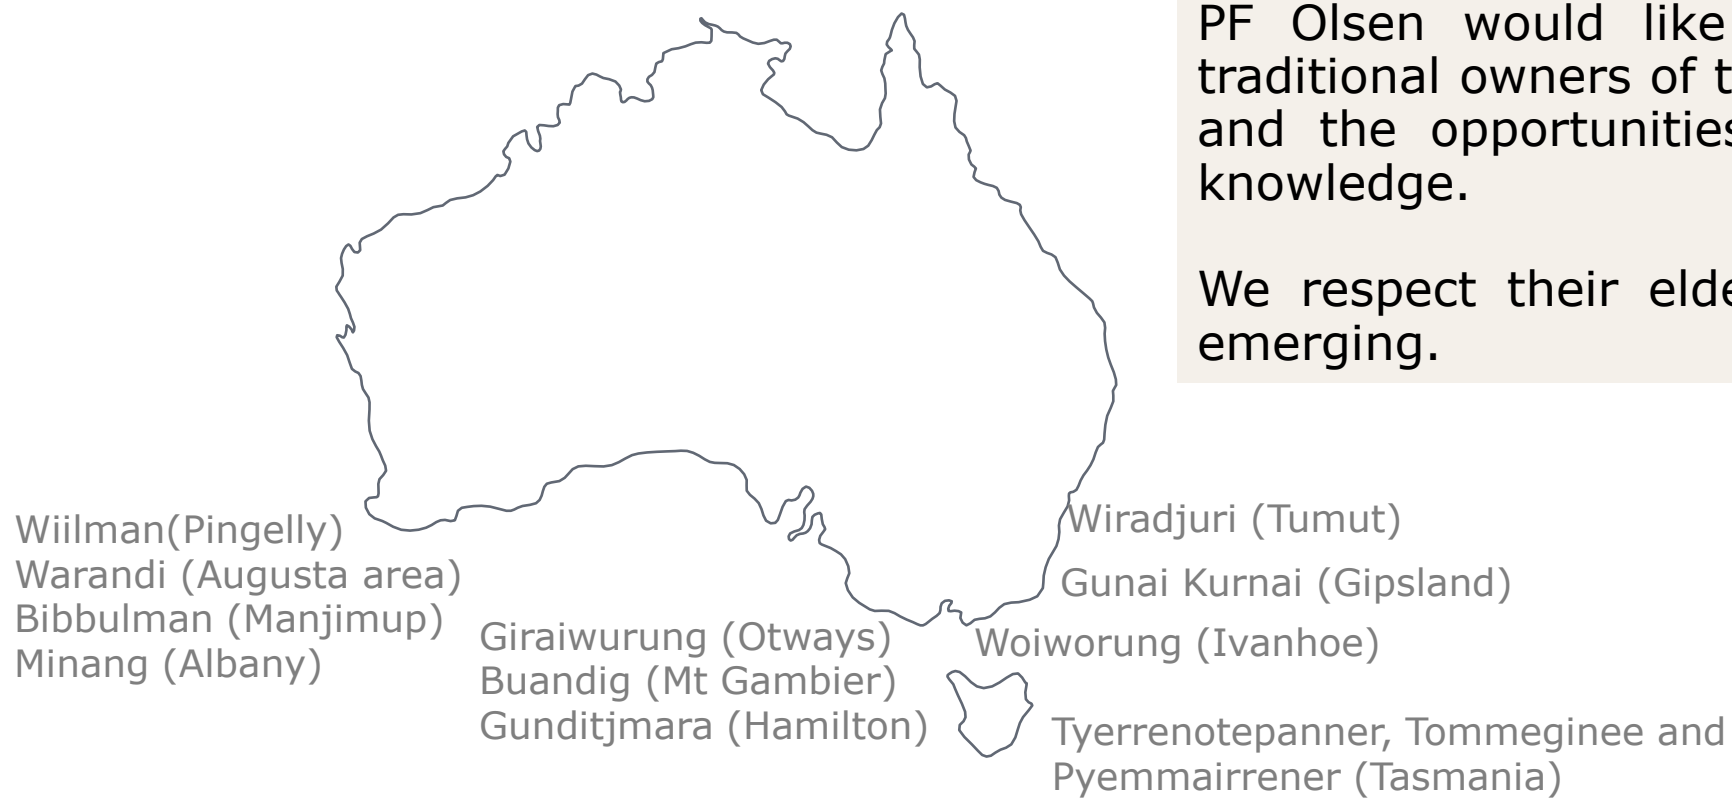 PF Olsen would like
traditional owners of
and the opportunities
knowledge.
We respect their
emerging.
Wiilman(Pingelly)
Warandi (Augusta area)
Bibbulman (Manjimup)
Minang (Albany)
Giraiwurung (Otways)
Buandig (Mt Gambier)
Gunditjmara (Hamilton)
Wiradjuri (Tumut)
Gunai Kurnai (Gipsland)
Woiworung (Ivanhoe)
Tyerrenotepanner, Tommeginee and
Pyemmairrener (Tasmania)